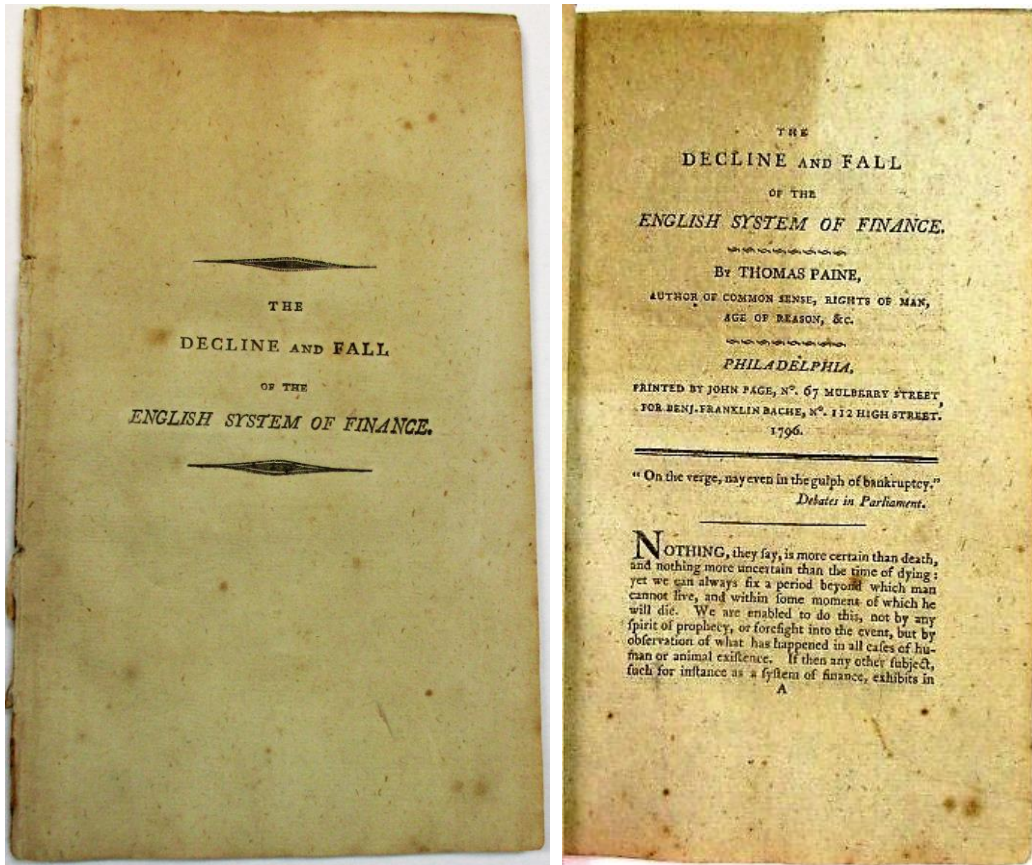 THE
DECLINE AND FALL
OF THE
ENGLISH SYSTEM OF FINANCE.
THE
DECLINE AND FALL
OF THE
ENGLISH SYSTEM OF FINANCE.
By THOMAS PAINE,
AUTHOR OF COMMON SENSE, RIGHTS OF MAN,
AGE OF REASON, &c.
PHILADELPHIA,
PRINTED BY JOHN PAGE, No. 67 MULBERRY STREET,
FOR BENJ. FRANKLIN BACHE, No. 112 HIGH STREET.
1796.
"On the verge, nay even in the gulph of bankruptcy."
Debates in Parliament.
NOTHING, they ſay, is more certain than death,
and nothing more uncertain than the time of dying:
yet we can always fix a period beyond which man
cannot live, and within ſome moment of which he
will die. We are enabled to do this, not by any
ſpirit of prophecy, or foreſight into the event, but by
obſervation of what has happened in all caſes of hu-
man or animal exiſtence. If then any other ſubject,
ſuch for inſtance as a ſyſtem of finance, exhibits in
A